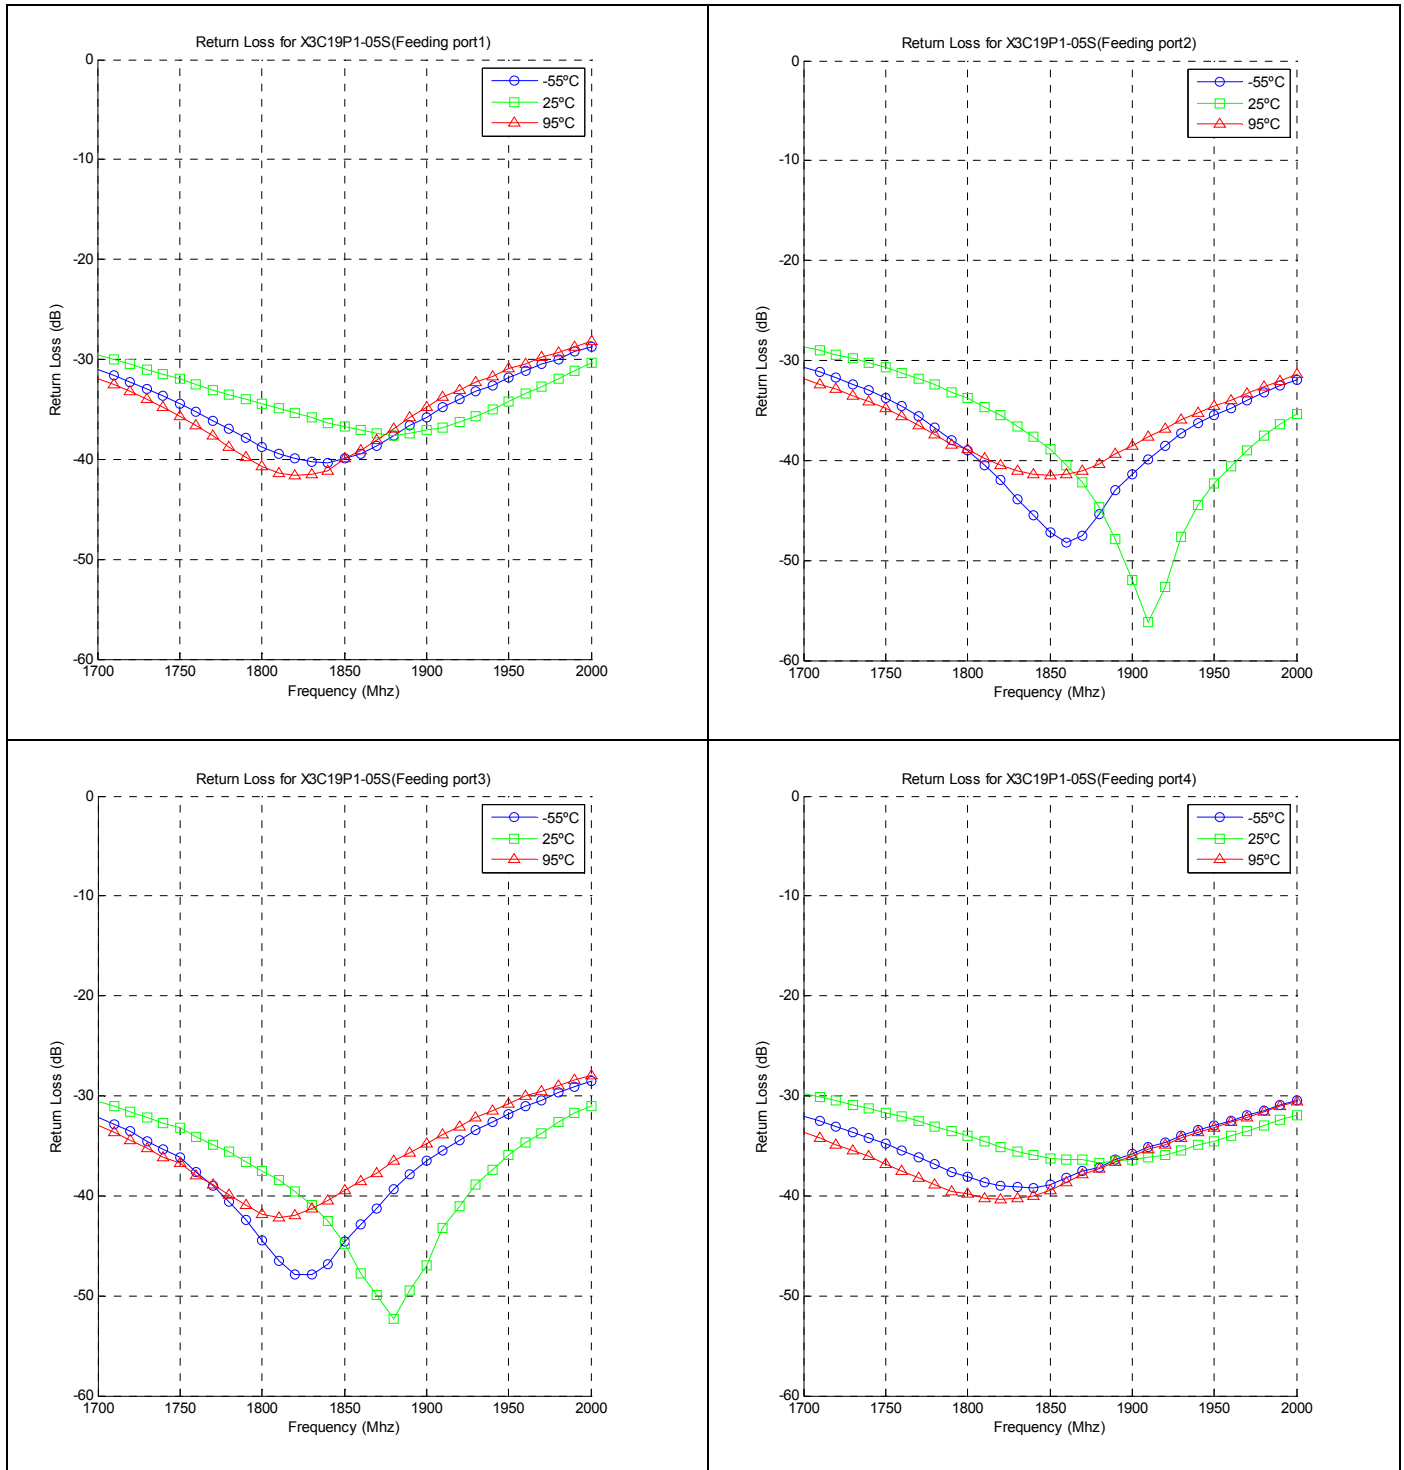 Return Loss for X3C19P1-05S(Feeding port1)
0
-10
-20
-30
-40
-50
-60
Return Loss (dB)
-55ºC
25ºC
95ºC
1700 1750 1800 1850 1900 1950 2000
Frequency (Mhz)
Return Loss for X3C19P1-05S(Feeding port2)
0
-10
-20
-30
-40
-50
-60
Return Loss (dB)
-55ºC
25ºC
95ºC
1700 1750 1800 1850 1900 1950 2000
Frequency (Mhz)
Return Loss for X3C19P1-05S(Feeding port3)
0
-10
-20
-30
-40
-50
-60
Return Loss (dB)
-55ºC
25ºC
95ºC
1700 1750 1800 1850 1900 1950 2000
Frequency (Mhz)
Return Loss for X3C19P1-05S(Feeding port4)
0
-10
-20
-30
-40
-50
-60
Return Loss (dB)
-55ºC
25ºC
95ºC
1700 1750 1800 1850 1900 1950 2000
Frequency (Mhz)